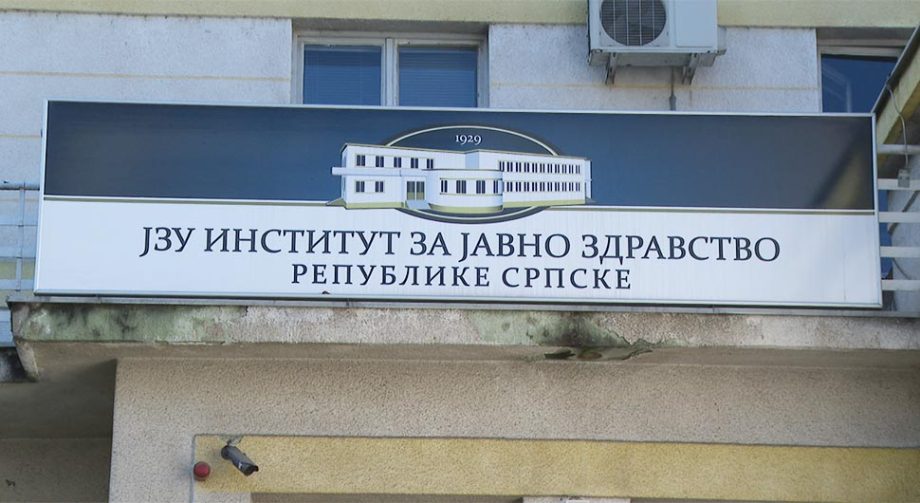 1929
ЈЗУ ИНСТИТУТ ЗА ЈАВНО ЗДРАВСТВО
РЕПУБЛИКЕ СРПСКЕ